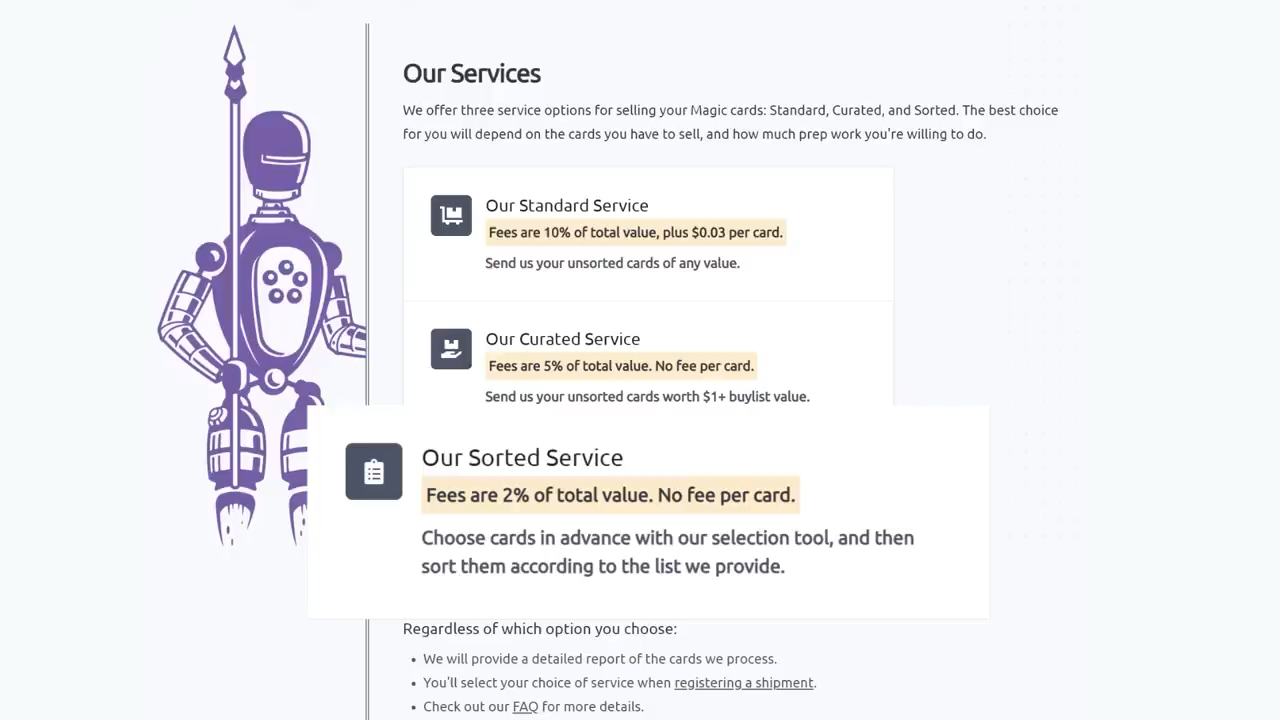 Our Services
We offer three service options for selling your Magic cards: Standard, Curated, and Sorted. The best choice
for you will depend on the cards you have to sell, and how much prep work you're willing to do.
Our Standard Service
Fees are 10% of total value, plus $0.03 per card.
Send us your unsorted cards of any value.
Our Curated Service
Fees are 5% of total value. No fee per card.
Send us your unsorted cards worth $1+ buylist value.
Our Sorted Service
Fees are 2% of total value. No fee per card.
Choose cards in advance with our selection tool, and then
sort them according to the list we provide.
Regardless of which option you choose:
• We will provide a detailed report of the cards we process.
• You'll select your choice of service when registering a shipment.
• Check out our FAQ for more details.